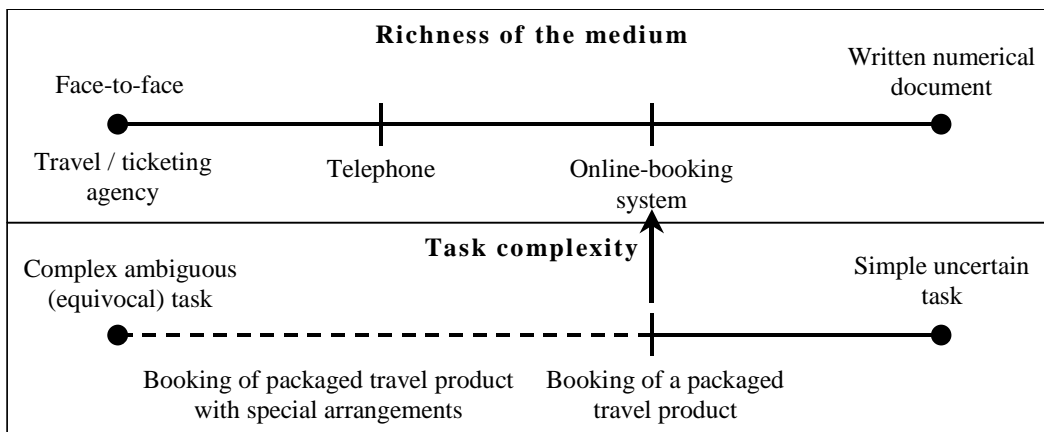 Richness of the medium
Face-to-face
Written numerical
document
Travel / ticketing
agency
Telephone
Online-booking
system
Task complexity
Complex ambiguous
(equivocal) task
Simple uncertain
task
Booking of packaged travel product
with special arrangements
Booking of a packaged
travel product